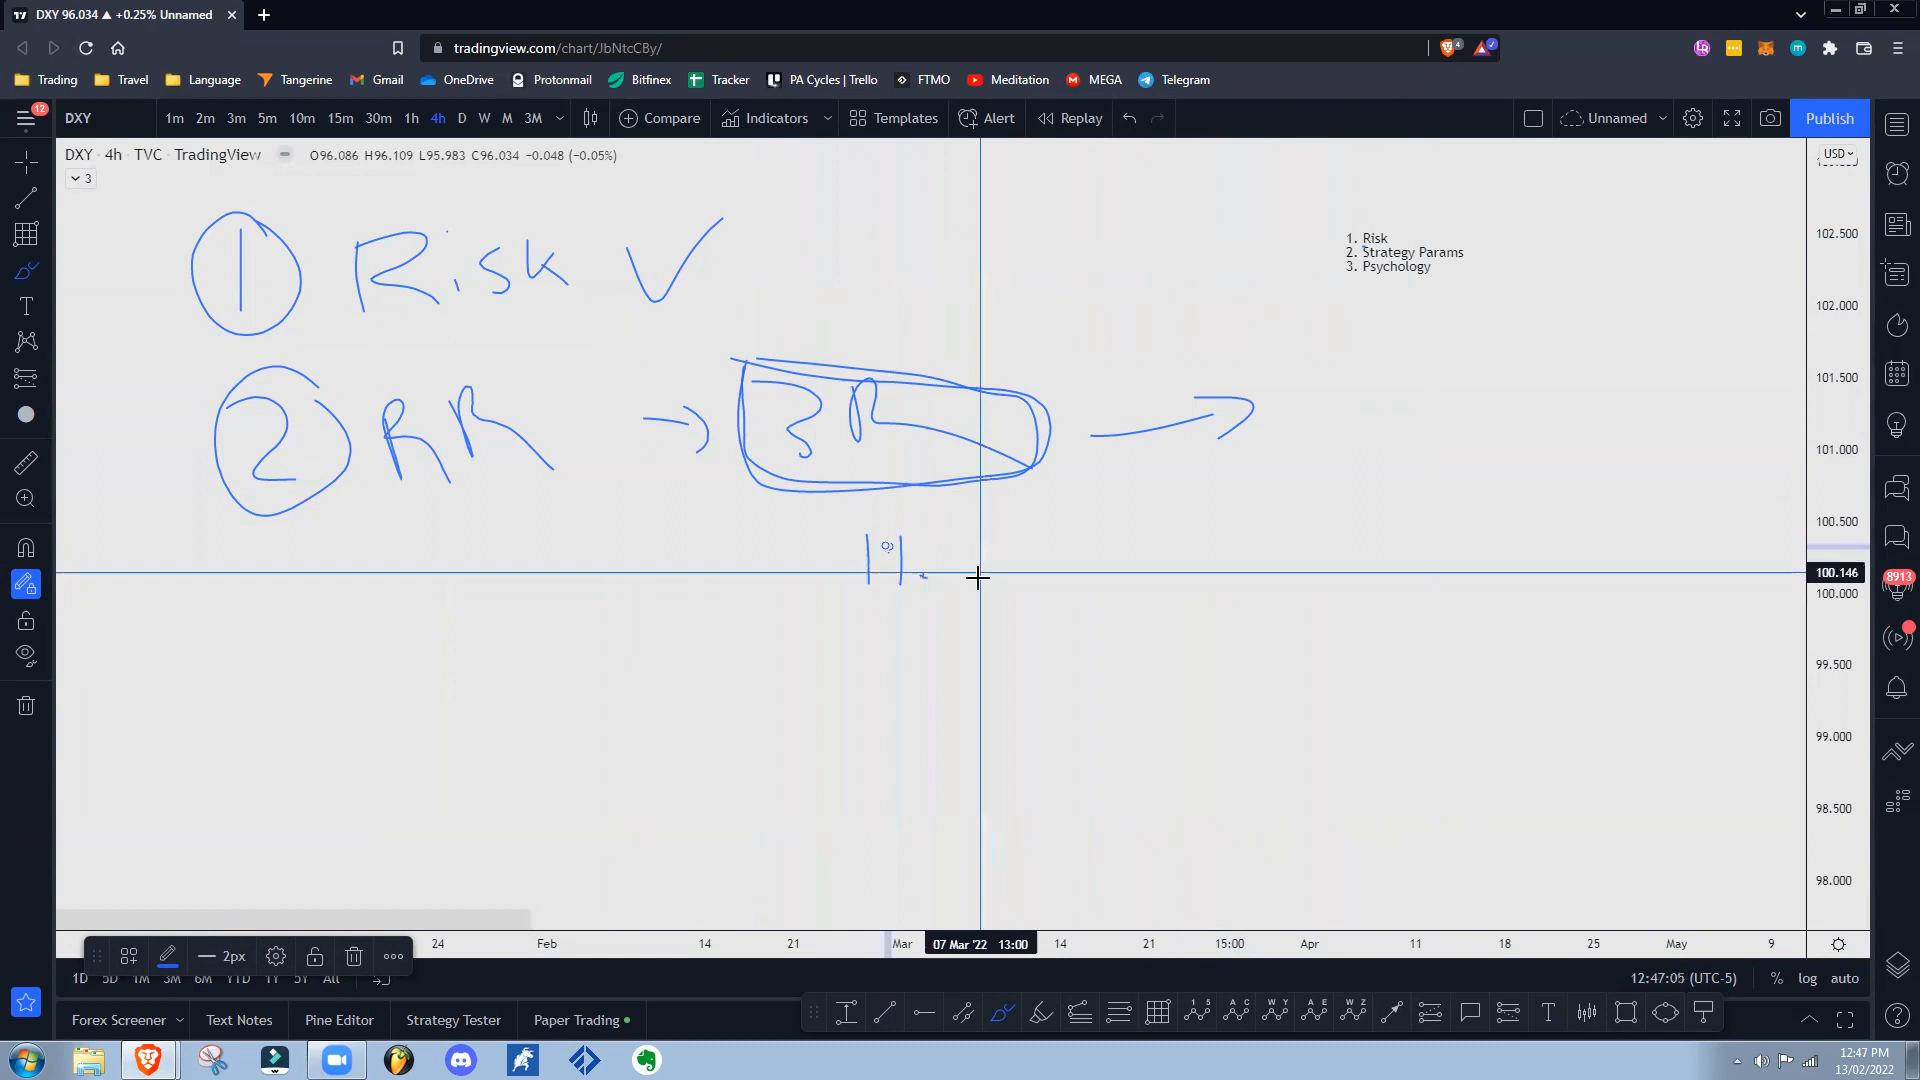 DXY 96.034 ▲ +0.25% Unnamed
tradingview.com/chart/JbNtcCBy/
4
Trading Travel Language Tangerine Gmail OneDrive Protonmail Bitfinex Tracker PA Cycles | Trello FTMO Meditation MEGA Telegram
12
DXY 1m 2m 3m 5m 10m 15m 30m 1h 4h D W M 3M Compare Indicators Templates Alert Replay Unnamed Publish
DXY · 4h · TVC · TradingView O96.086 H96.109 L95.983 C96.034 −0.048 (−0.05%) USD
3
1 Risk
1. Risk
2. Strategy Params
3. Psychology
2 RR → 3R →
102.500
102.000
101.500
101.000
100.500
100.146
100.000
99.500
99.000
98.500
98.000
8913
24 Feb 14 21 Mar 07 Mar '22 13:00 14 21 15:00 Apr 11 18 25 May 9
2px
1D 5D 1M 3M 6M YTD 1Y 5Y All 12:47:05 (UTC-5) % log auto
Forex Screener Text Notes Pine Editor Strategy Tester Paper Trading
12:47 PM
13/02/2022